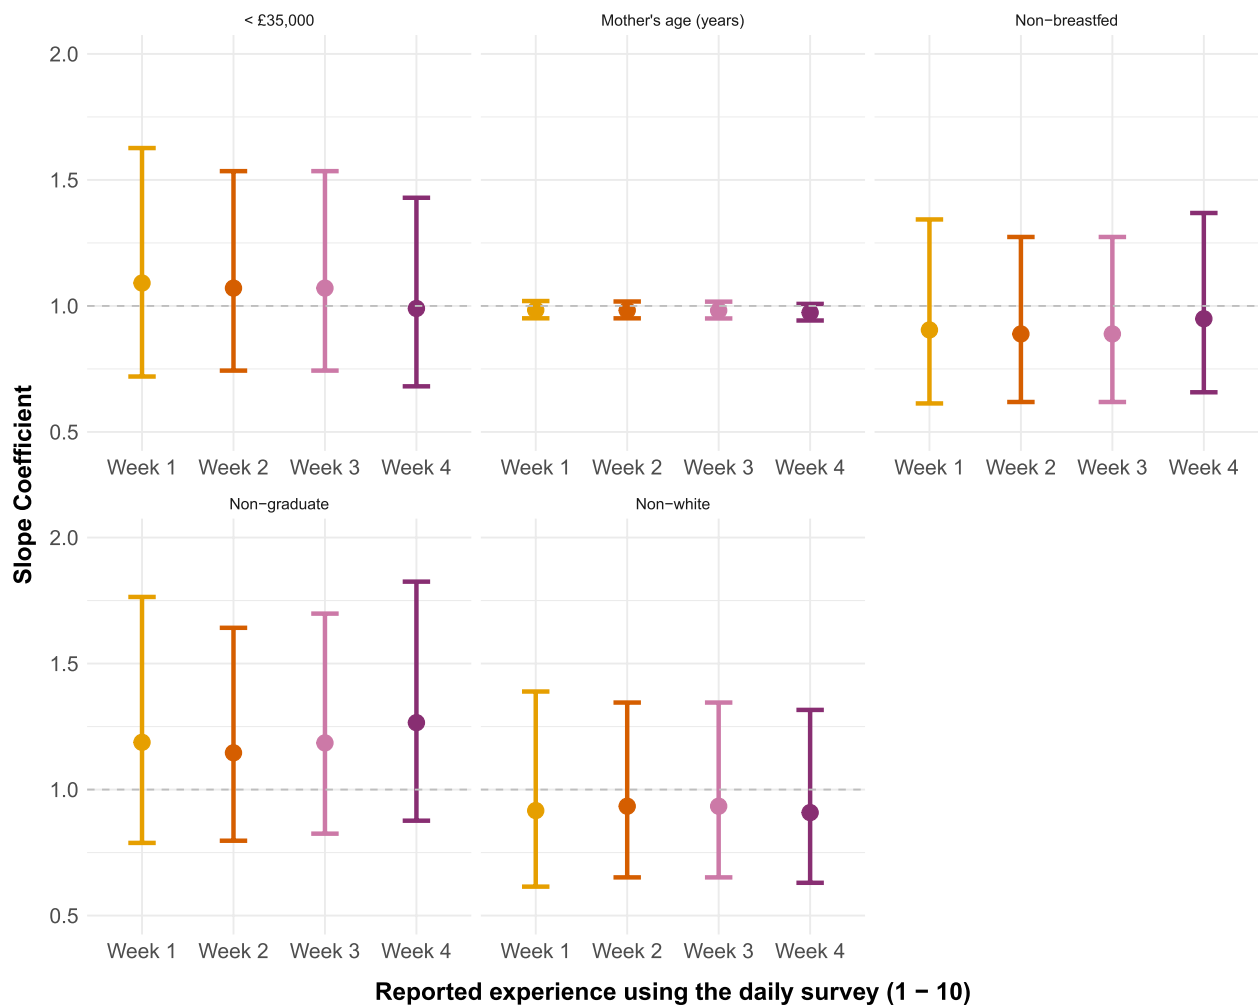 < £35,000
Mother's age (years)
Non−breastfed
2.0
1.5
1.0
0.5
Week 1
Week 2
Week 3
Week 4
Week 1
Week 2
Week 3
Week 4
Week 1
Week 2
Week 3
Week 4
Slope Coefficient
Non−graduate
Non−white
2.0
1.5
1.0
0.5
Week 1
Week 2
Week 3
Week 4
Week 1
Week 2
Week 3
Week 4
Reported experience using the daily survey (1 − 10)